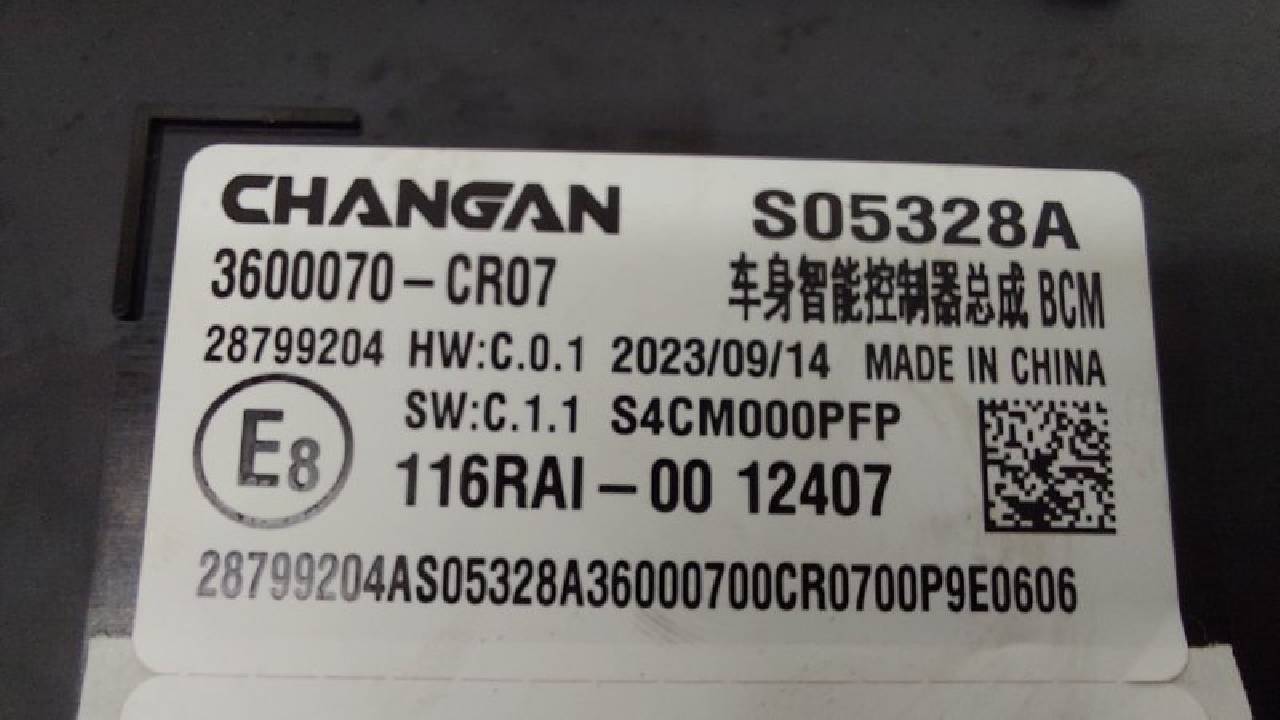 CHANGAN S05328A
3600070-CR07 车身智能控制器总成 BCM
28799204 HW:C.0.1 2023/09/14 MADE IN CHINA
SW:C.1.1 S4CM000PFP
E8 116RAI-00 12407
28799204AS05328A36000700CR0700P9E0606